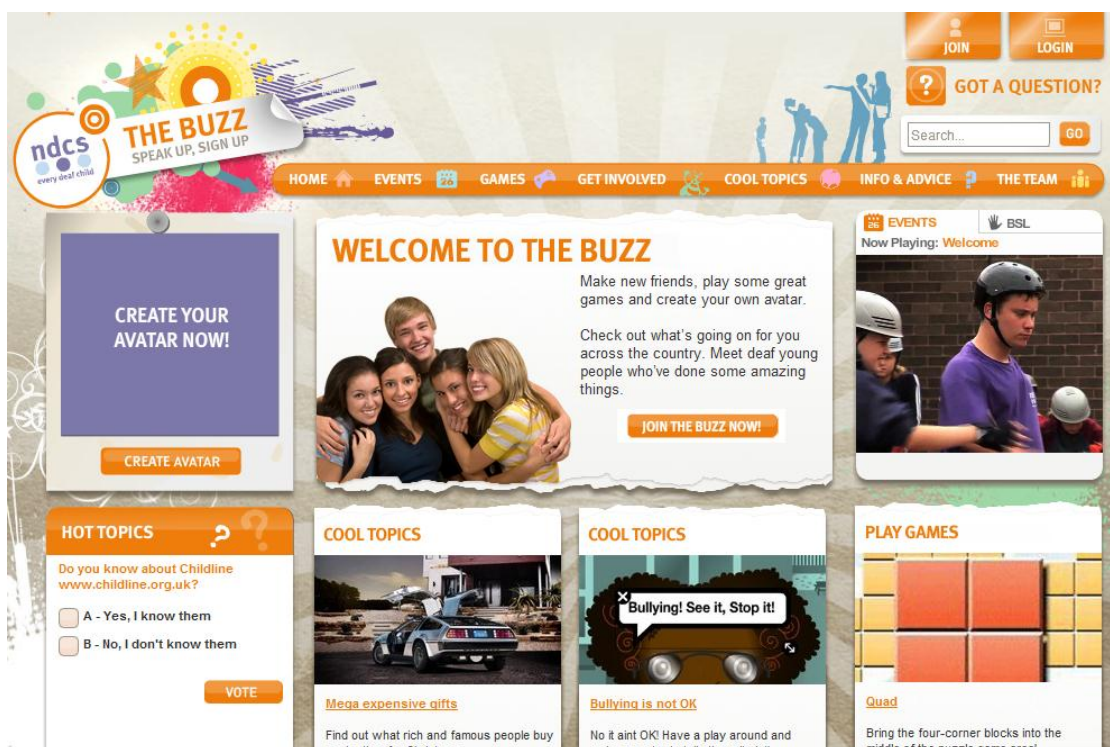 JOIN
LOGIN
GOT A QUESTION?
Search...
GO
ndcs
every deaf child
THE BUZZ
SPEAK UP, SIGN UP
HOME
EVENTS
26
GAMES
GET INVOLVED
COOL TOPICS
INFO & ADVICE
THE TEAM
CREATE YOUR
AVATAR NOW!
CREATE AVATAR
WELCOME TO THE BUZZ
Make new friends, play some great
games and create your own avatar.
Check out what's going on for you
across the country. Meet deaf young
people who've done some amazing
things.
JOIN THE BUZZ NOW!
26
EVENTS
BSL
Now Playing: Welcome
HOT TOPICS
Do you know about Childline
www.childline.org.uk?
A - Yes, I know them
B - No, I don't know them
VOTE
COOL TOPICS
Mega expensive gifts
Find out what rich and famous people buy
COOL TOPICS
Bullying! See it, Stop it!
Bullying is not OK
No it aint OK! Have a play around and
PLAY GAMES
Quad
Bring the four-corner blocks into the